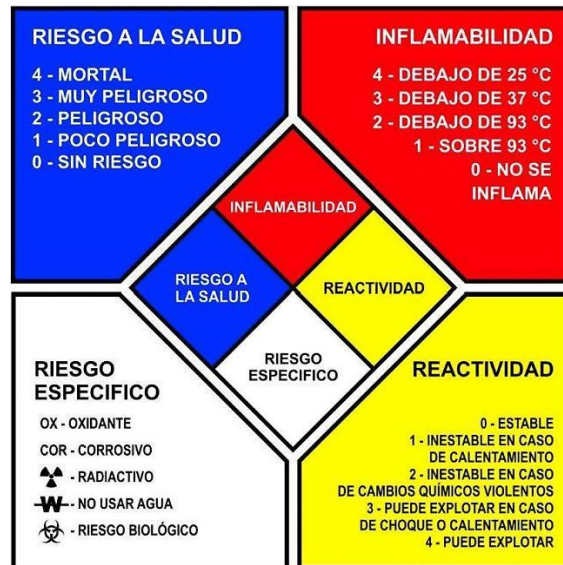 RIESGO A LA SALUD
4 - MORTAL
3 - MUY PELIGROSO
2 - PELIGROSO
1 - POCO PELIGROSO
0 - SIN RIESGO
INFLAMABILIDAD
4 - DEBAJO DE 25 °C
3 - DEBAJO DE 37 °C
2 - DEBAJO DE 93 °C
1 - SOBRE 93 °C
0 - NO SE
INFLAMA
INFLAMABILIDAD
RIESGO A
LA SALUD
REACTIVIDAD
RIESGO
ESPECIFICO
RIESGO
ESPECIFICO
OX - OXIDANTE
COR - CORROSIVO
- RADIACTIVO
W - NO USAR AGUA
- RIESGO BIOLÓGICO
REACTIVIDAD
0 - ESTABLE
1 - INESTABLE EN CASO
DE CALENTAMIENTO
2 - INESTABLE EN CASO
DE CAMBIOS QUÍMICOS VIOLENTOS
3 - PUEDE EXPLOTAR EN CASO
DE CHOQUE O CALENTAMIENTO
4 - PUEDE EXPLOTAR